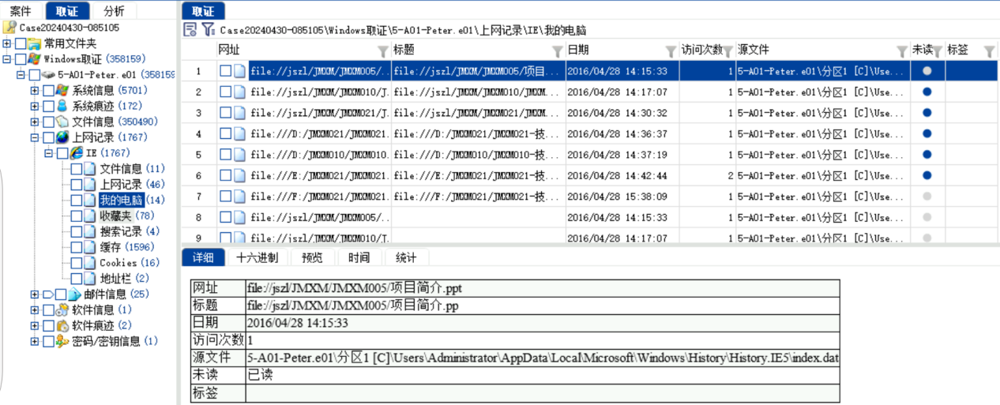 案件 取证 分析
Case20240430-085105
常用文件夹
Windows取证 (358159)
5-A01-Peter.e01 (358159
系统信息 (5701)
系统痕迹 (172)
文件信息 (350490)
上网记录 (1767)
IE (1767)
文件信息 (11)
上网记录 (46)
我的电脑 (14)
收藏夹 (78)
搜索记录 (4)
缓存 (1596)
Cookies (16)
地址栏 (2)
邮件信息 (25)
软件信息 (1)
软件痕迹 (2)
密码/密钥信息 (1)
取证
Case20240430-085105\Windows取证\5-A01-Peter.e01\上网记录\IE\我的电脑
网址 标题 日期 访问次数 源文件 未读 标签
1 file://jszl/JMXM/JMXM005/... file://jszl/JMXM/JMXM005/项目... 2016/04/28 14:15:33 1 5-A01-Peter.e01\分区1 [C]\Use...
2 file://jszl/JMXM/JMXM010/J... file://jszl/JMXM/JMXM010/JMXM... 2016/04/28 14:17:07 1 5-A01-Peter.e01\分区1 [C]\Use...
3 file://jszl/JMXM/JMXM021/J... file://jszl/JMXM/JMXM021/JMXM... 2016/04/28 14:30:32 1 5-A01-Peter.e01\分区1 [C]\Use...
4 file:///D:/JMXM021/JMXM021... file:///D:/JMXM021/JMXM021-技... 2016/04/28 14:36:37 1 5-A01-Peter.e01\分区1 [C]\Use...
5 file:///D:/JMXM010/JMXM010... file:///D:/JMXM010/JMXM010-技... 2016/04/28 14:37:19 1 5-A01-Peter.e01\分区1 [C]\Use...
6 file:///E:/JMXM021/JMXM021... file:///E:/JMXM021/JMXM021-技... 2016/04/28 14:42:44 2 5-A01-Peter.e01\分区1 [C]\Use...
7 file:///F:/JMXM021/JMXM021... file:///F:/JMXM021/JMXM021-技... 2016/04/28 15:38:09 1 5-A01-Peter.e01\分区1 [C]\Use...
8 file://jszl/JMXM/JMXM005/... 2016/04/28 14:15:33 1 5-A01-Peter.e01\分区1 [C]\Use...
9 file://jszl/JMXM/JMXM010/J... 2016/04/28 14:17:07 1 5-A01-Peter.e01\分区1 [C]\Use...
详细 十六进制 预览 时间 统计
网址 file://jszl/JMXM/JMXM005/项目简介.ppt
标题 file://jszl/JMXM/JMXM005/项目简介.pp
日期 2016/04/28 14:15:33
访问次数 1
源文件 5-A01-Peter.e01\分区1 [C]\Users\Administrator\AppData\Local\Microsoft\Windows\History\History.IE5\index.dat
未读 已读
标签